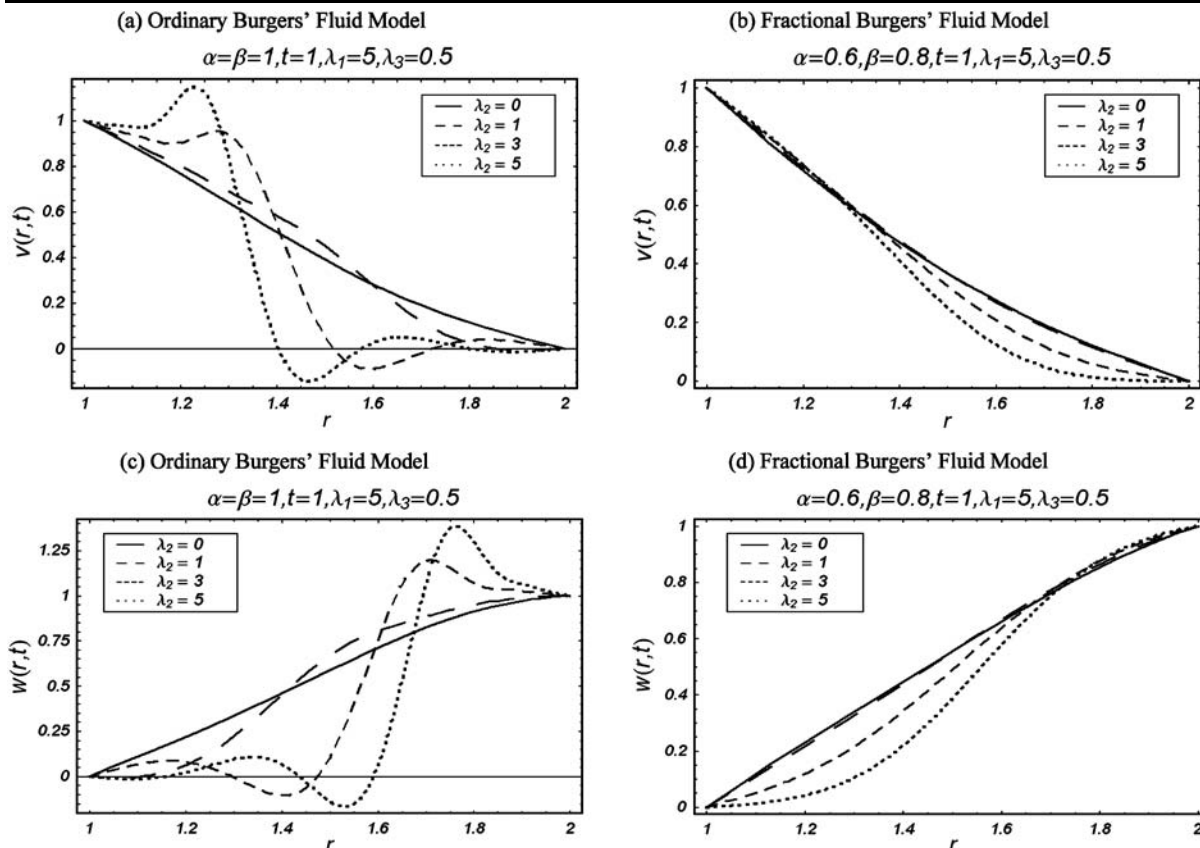 (a) Ordinary Burgers' Fluid Model
α=β=1,t=1,λ1=5,λ3=0.5
v(r,t)
1
0.8
0.6
0.4
0.2
0
λ2 = 0
λ2 = 1
λ2 = 3
λ2 = 5
1 1.2 1.4 1.6 1.8 2
r
(b) Fractional Burgers' Fluid Model
α=0.6,β=0.8,t=1,λ1=5,λ3=0.5
v(r,t)
1
0.8
0.6
0.4
0.2
0
λ2 = 0
λ2 = 1
λ2 = 3
λ2 = 5
1 1.2 1.4 1.6 1.8 2
r
(c) Ordinary Burgers' Fluid Model
α=β=1,t=1,λ1=5,λ3=0.5
w(r,t)
1.25
1
0.75
0.5
0.25
0
λ2 = 0
λ2 = 1
λ2 = 3
λ2 = 5
1 1.2 1.4 1.6 1.8 2
r
(d) Fractional Burgers' Fluid Model
α=0.6,β=0.8,t=1,λ1=5,λ3=0.5
w(r,t)
1
0.8
0.6
0.4
0.2
0
λ2 = 0
λ2 = 1
λ2 = 3
λ2 = 5
1 1.2 1.4 1.6 1.8 2
r